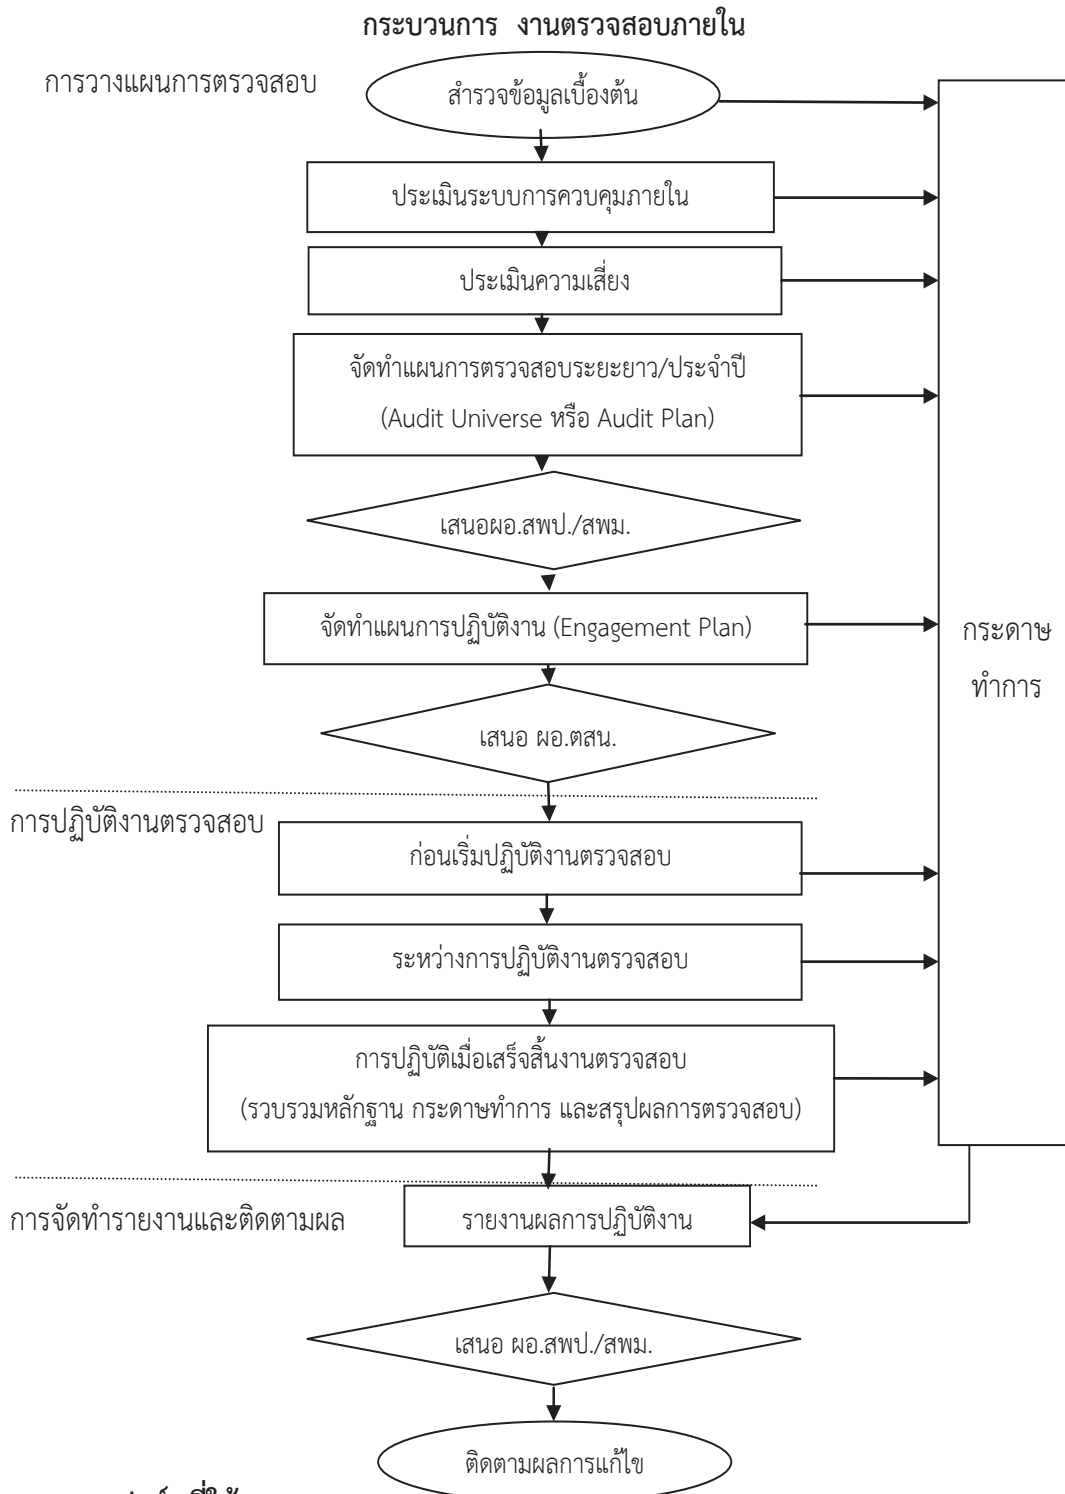 กระบวนการ งานตรวจสอบภายใน
การวางแผนการตรวจสอบ
สำรวจข้อมูลเบื้องต้น
ประเมินระบบการควบคุมภายใน
ประเมินความเสี่ยง
จัดทำแผนการตรวจสอบระยะยาว/ประจำปี
(Audit Universe หรือ Audit Plan)
เสนอผอ.สพป./สพม.
จัดทำแผนการปฏิบัติงาน (Engagement Plan)
กระดาษ
ทำการ
เสนอ ผอ.ตสน.
การปฏิบัติงานตรวจสอบ
ก่อนเริ่มปฏิบัติงานตรวจสอบ
ระหว่างการปฏิบัติงานตรวจสอบ
การปฏิบัติเมื่อเสร็จสิ้นงานตรวจสอบ
(รวบรวมหลักฐาน กระดาษทำการ และสรุปผลการตรวจสอบ)
การจัดทำรายงานและติดตามผล
รายงานผลการปฏิบัติงาน
เสนอ ผอ.สพป./สพม.
ติดตามผลการแก้ไข